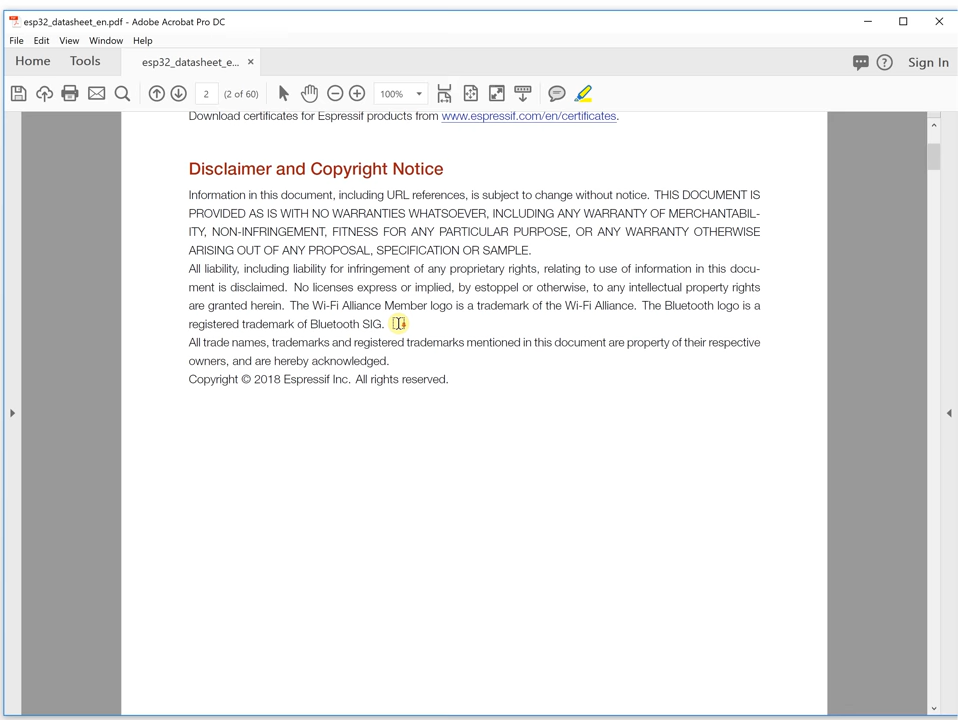 esp32_datasheet_en.pdf - Adobe Acrobat Pro DC
File Edit View Window Help
Home Tools esp32_datasheet_e... × Sign In
2 (2 of 60) 100%
Download certificates for Espressif products from www.espressif.com/en/certificates.
Disclaimer and Copyright Notice
Information in this document, including URL references, is subject to change without notice. THIS DOCUMENT IS
PROVIDED AS IS WITH NO WARRANTIES WHATSOEVER, INCLUDING ANY WARRANTY OF MERCHANTABIL-
ITY, NON-INFRINGEMENT, FITNESS FOR ANY PARTICULAR PURPOSE, OR ANY WARRANTY OTHERWISE
ARISING OUT OF ANY PROPOSAL, SPECIFICATION OR SAMPLE.
All liability, including liability for infringement of any proprietary rights, relating to use of information in this docu-
ment is disclaimed. No licenses express or implied, by estoppel or otherwise, to any intellectual property rights
are granted herein. The Wi-Fi Alliance Member logo is a trademark of the Wi-Fi Alliance. The Bluetooth logo is a
registered trademark of Bluetooth SIG.
All trade names, trademarks and registered trademarks mentioned in this document are property of their respective
owners, and are hereby acknowledged.
Copyright © 2018 Espressif Inc. All rights reserved.